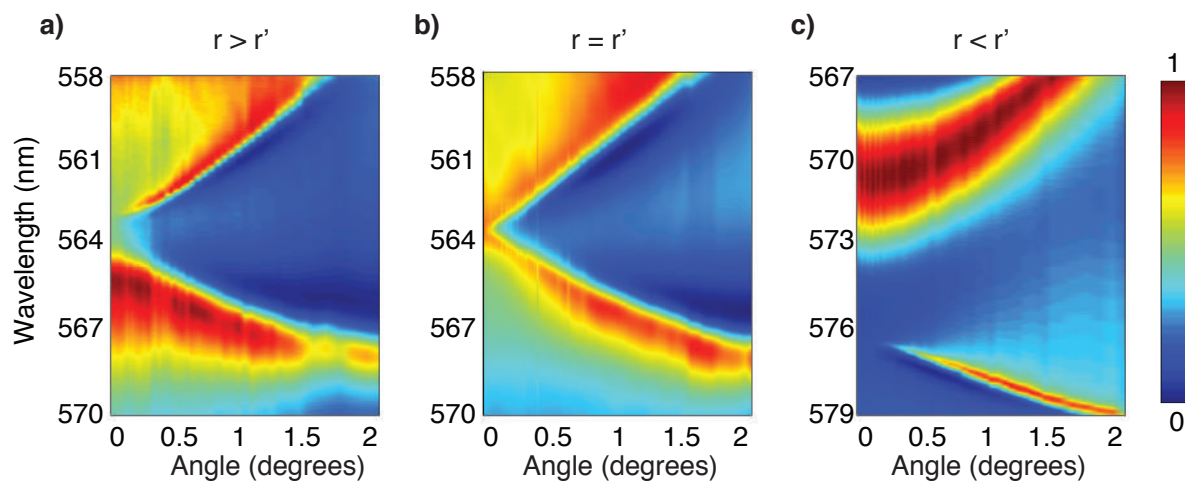 a)
r > r’
b)
r = r’
c)
r < r’
Wavelength (nm)
558
561
564
567
570
0 0.5 1 1.5 2
Angle (degrees)
558
561
564
567
570
0 0.5 1 1.5 2
Angle (degrees)
567
570
573
576
579
0 0.5 1 1.5 2
Angle (degrees)
1
0